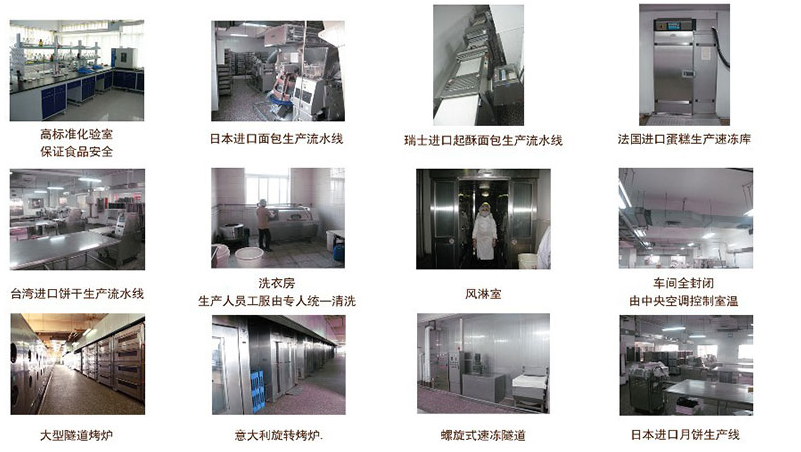 高标准化验室
保证食品安全
日本进口面包生产流水线
瑞士进口起酥面包生产流水线
法国进口蛋糕生产速冻库
台湾进口饼干生产流水线
洗衣房
生产人员工服由专人统一清洗
风淋室
车间全封闭
由中央空调控制室温
大型隧道烤炉
意大利旋转烤炉.
螺旋式速冻隧道
日本进口月饼生产线